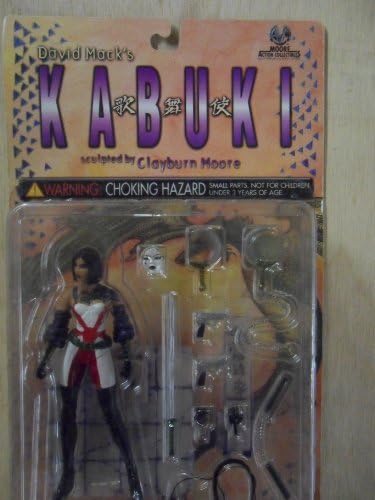 David Mack's
MOORE
ACTION COLLECTIBLES
KABUKI
歌舞使
sculpted by Clayburn Moore
WARNING: CHOKING HAZARD SMALL PARTS. NOT FOR CHILDREN
UNDER 3 YEARS OF AGE.